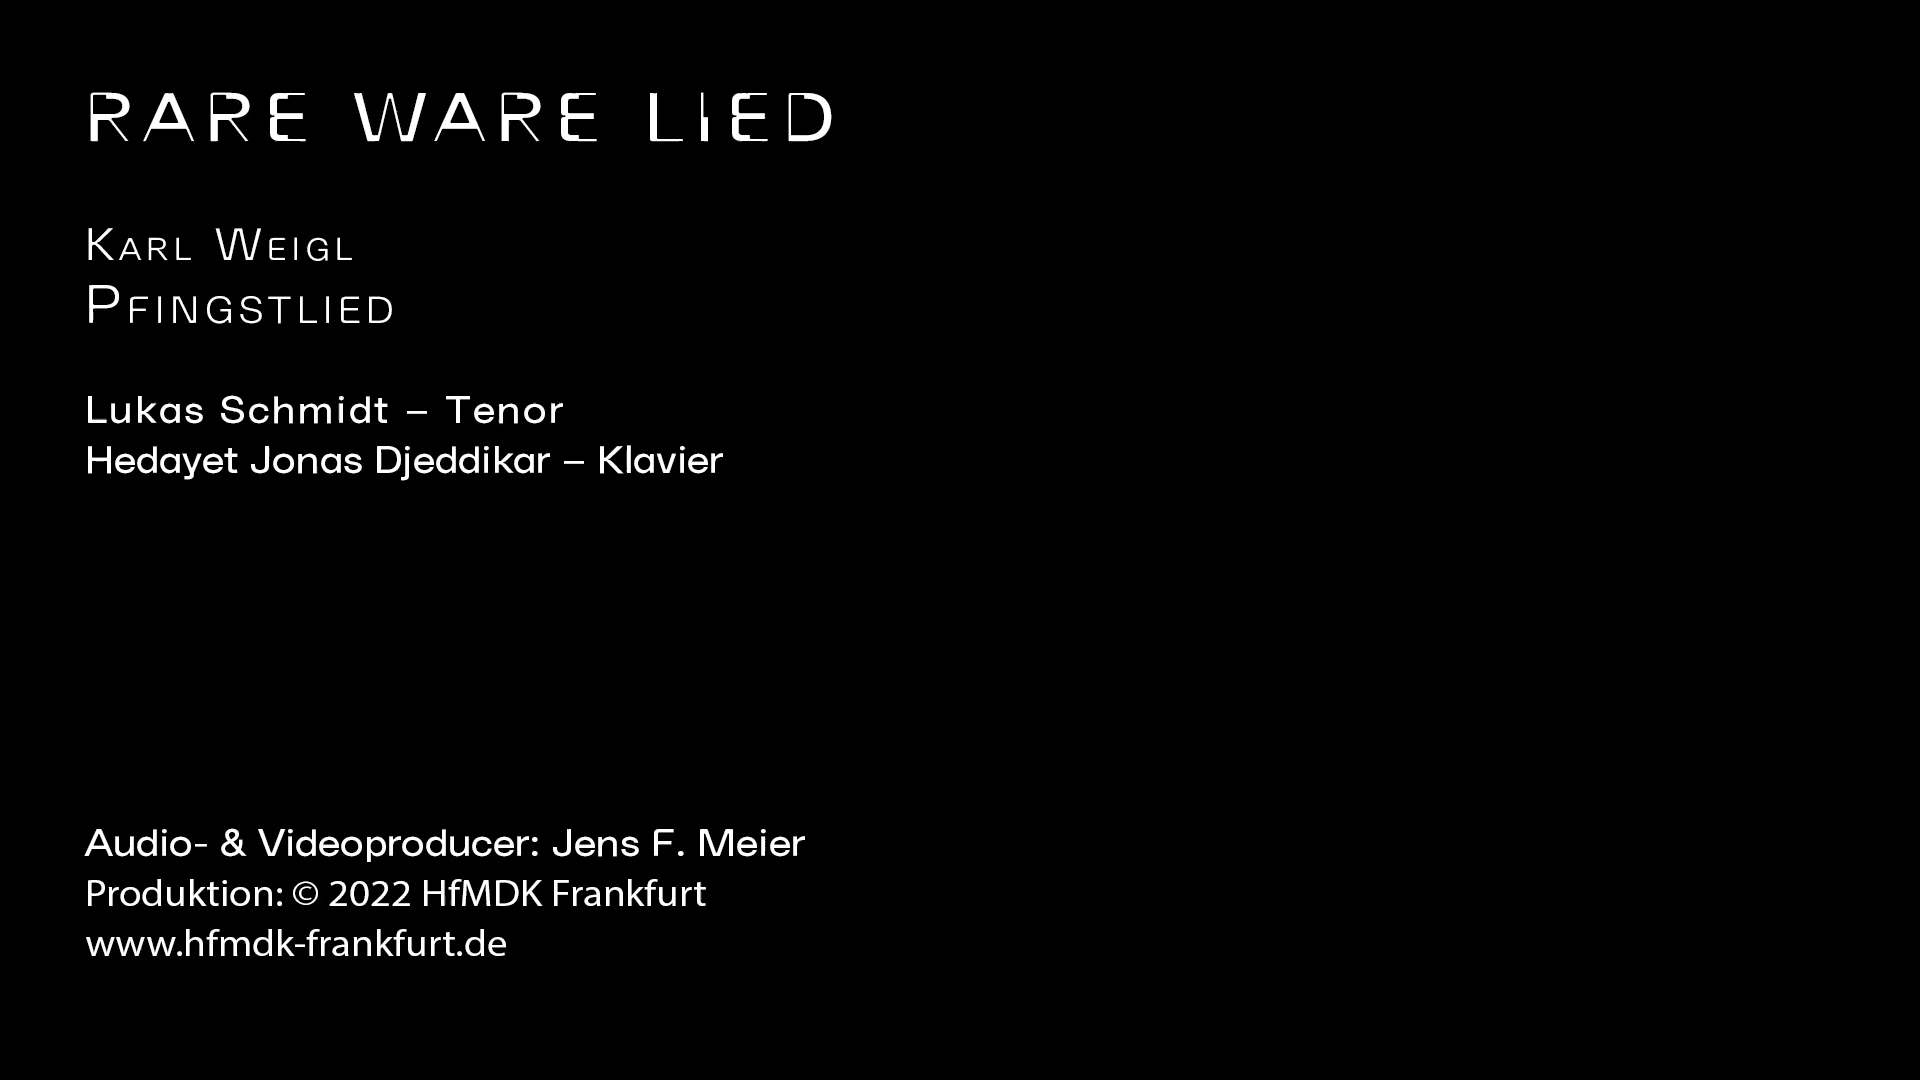 RARE WARE LIED
Karl Weigl
Pfingstlied
Lukas Schmidt – Tenor
Hedayet Jonas Djeddikar – Klavier
Audio- & Videoproducer: Jens F. Meier
Produktion: © 2022 HfMDK Frankfurt
www.hfmdk-frankfurt.de